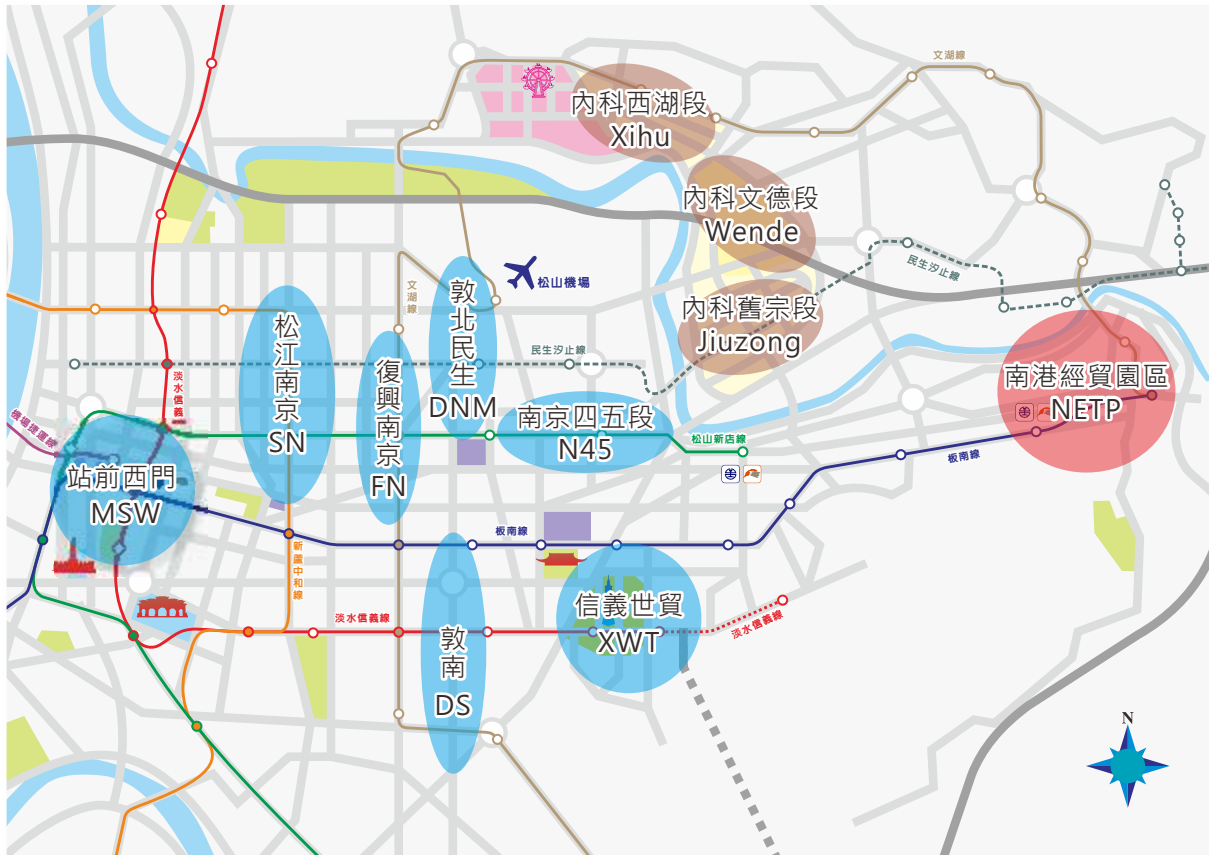 文湖線
內科西湖段
Xihu
內科文德段
Wende
民生汐止線
松山機場
文湖線
敦北民生
DNM
內科舊宗段
Jiuzong
松江南京
SN
民生汐止線
復興南京
FN
淡水信義
南港經貿園區
NETP
機場捷運線
南京四五段
N45
松山新店線
板南線
站前西門
MSW
板南線
新蘆中和線
信義世貿
XWT
淡水信義線
淡水信義線
敦南
DS
N